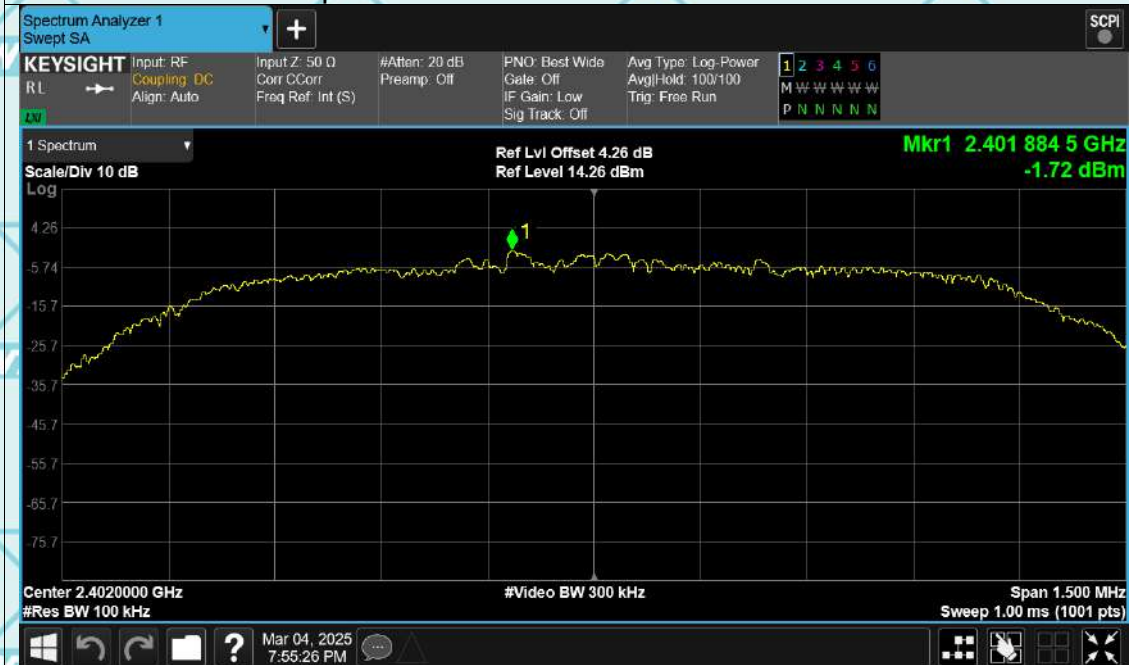 Spectrum Analyzer 1
Swept SA
+
SCPI
KEYSIGHT
RL
LXI
Input: RF
Coupling: DC
Align: Auto
Input Z: 50 Ω
Corr CCorr
Freq Ref: Int (S)
#Atten: 20 dB
Preamp: Off
PNO: Best Wide
Gate: Off
IF Gain: Low
Sig Track: Off
Avg Type: Log-Power
Avg|Hold: 100/100
Trig: Free Run
1 2 3 4 5 6
M W W W W W
P N N N N N
1 Spectrum
Scale/Div 10 dB
Log
Ref Lvl Offset 4.26 dB
Ref Level 14.26 dBm
Mkr1 2.401 884 5 GHz
-1.72 dBm
1
4.26
-5.74
-15.7
-25.7
-35.7
-45.7
-55.7
-65.7
-75.7
Center 2.4020000 GHz
#Res BW 100 kHz
#Video BW 300 kHz
Span 1.500 MHz
Sweep 1.00 ms (1001 pts)
?
Mar 04, 2025
7:55:26 PM